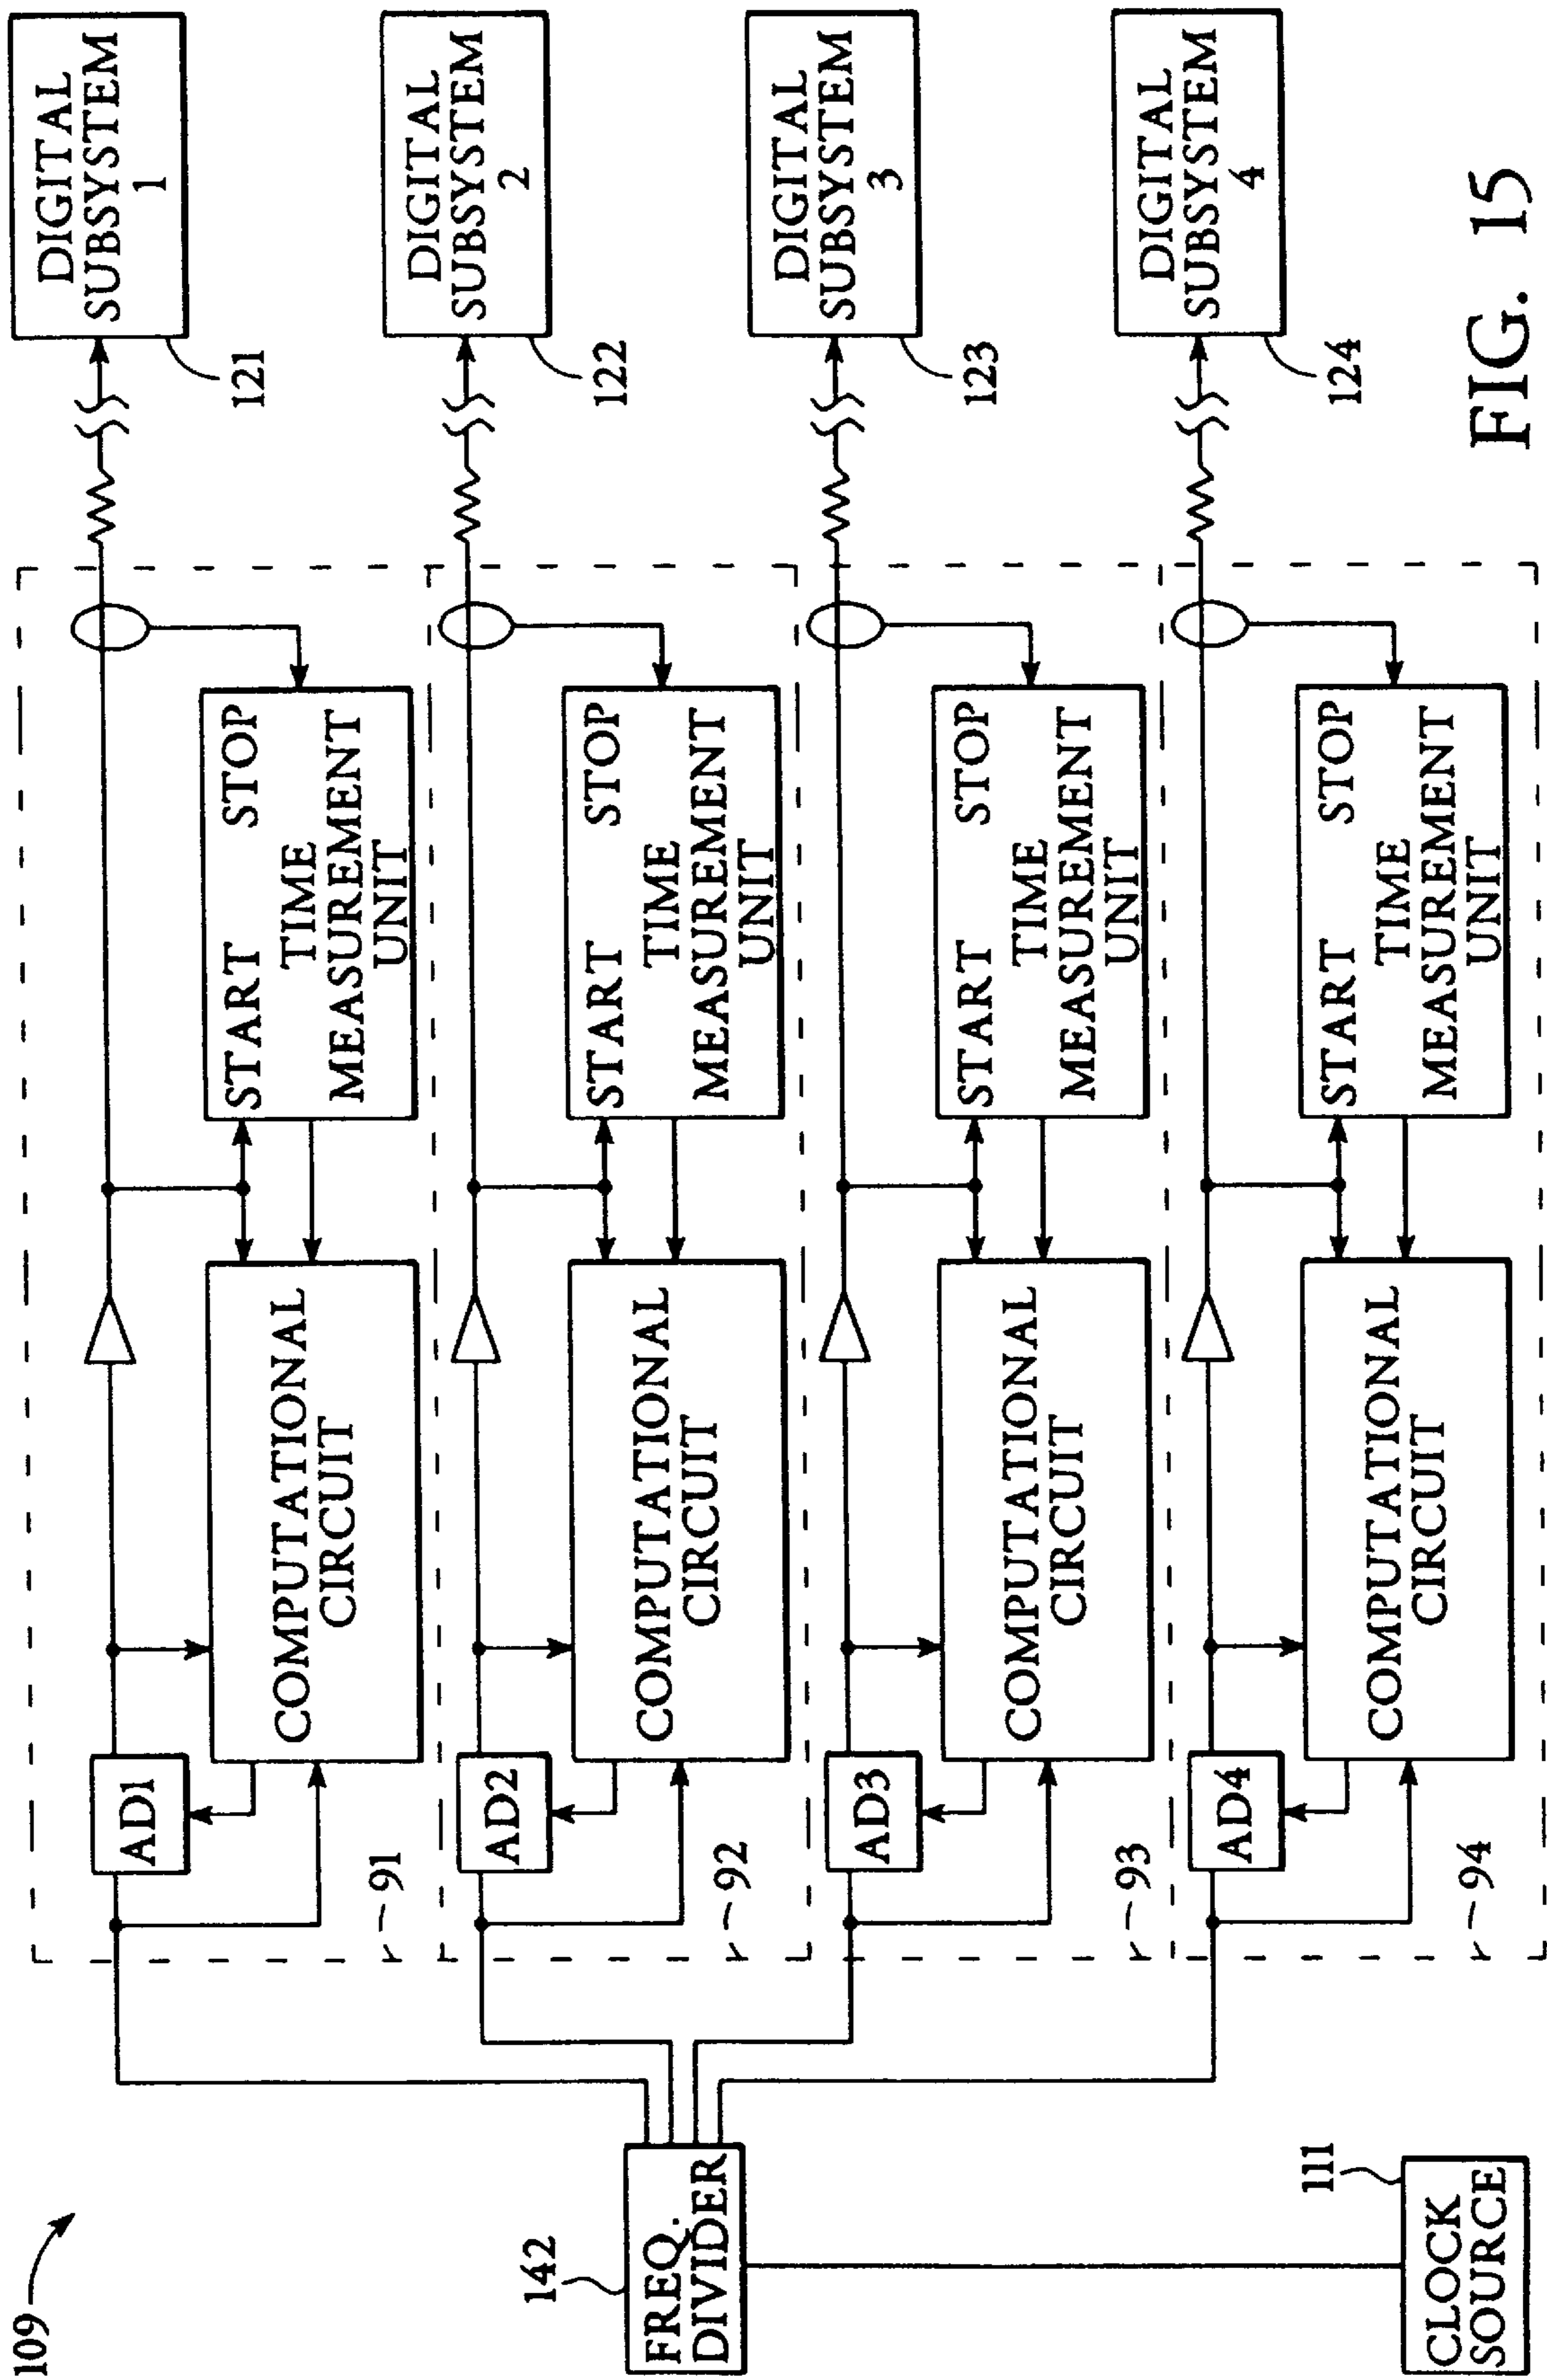 109
CLOCK
SOURCE
111
FREQ.
DIVIDER
142
AD1
COMPUTATIONAL
CIRCUIT
START STOP
TIME
MEASUREMENT
UNIT
91
DIGITAL
SUBSYSTEM
1
121
AD2
COMPUTATIONAL
CIRCUIT
START STOP
TIME
MEASUREMENT
UNIT
92
DIGITAL
SUBSYSTEM
2
122
AD3
COMPUTATIONAL
CIRCUIT
START STOP
TIME
MEASUREMENT
UNIT
93
DIGITAL
SUBSYSTEM
3
123
AD4
COMPUTATIONAL
CIRCUIT
START STOP
TIME
MEASUREMENT
UNIT
94
DIGITAL
SUBSYSTEM
4
124
FIG. 15